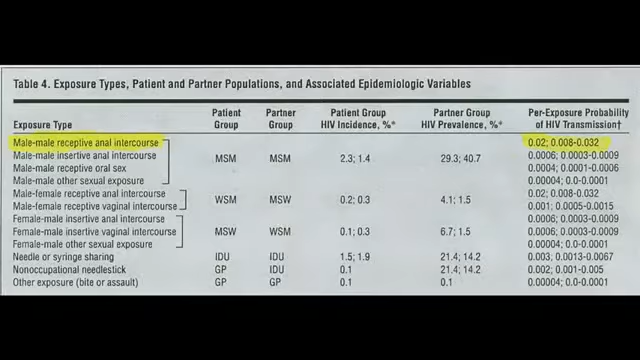 Table 4. Exposure Types, Patient and Partner Populations, and Associated Epidemiologic Variables
Exposure Type Patient Group Partner Group Patient Group HIV Incidence, %* Partner Group HIV Prevalence, %* Per-Exposure Probability of HIV Transmission†
Male-male receptive anal intercourse 0.02; 0.008-0.032
Male-male insertive anal intercourse MSM MSM 2.3; 1.4 29.3; 40.7 0.0006; 0.0003-0.0009
Male-male receptive oral sex 0.0004; 0.0001-0.0006
Male-male other sexual exposure 0.00004; 0.0-0.0001
Male-female receptive anal intercourse WSM MSW 0.2; 0.3 4.1; 1.5 0.02; 0.008-0.032
Male-female receptive vaginal intercourse 0.001; 0.0005-0.0015
Female-male insertive anal intercourse 0.0006; 0.0003-0.0009
Female-male insertive vaginal intercourse MSW WSM 0.1; 0.3 6.7; 1.5 0.0006; 0.0003-0.0009
Female-male other sexual exposure 0.00004; 0.0-0.0001
Needle or syringe sharing IDU IDU 1.5; 1.9 21.4; 14.2 0.003; 0.0013-0.0067
Nonoccupational needlestick GP IDU 0.1 21.4; 14.2 0.002; 0.001-0.005
Other exposure (bite or assault) GP GP 0.1 0.1 0.00004; 0.0-0.0001